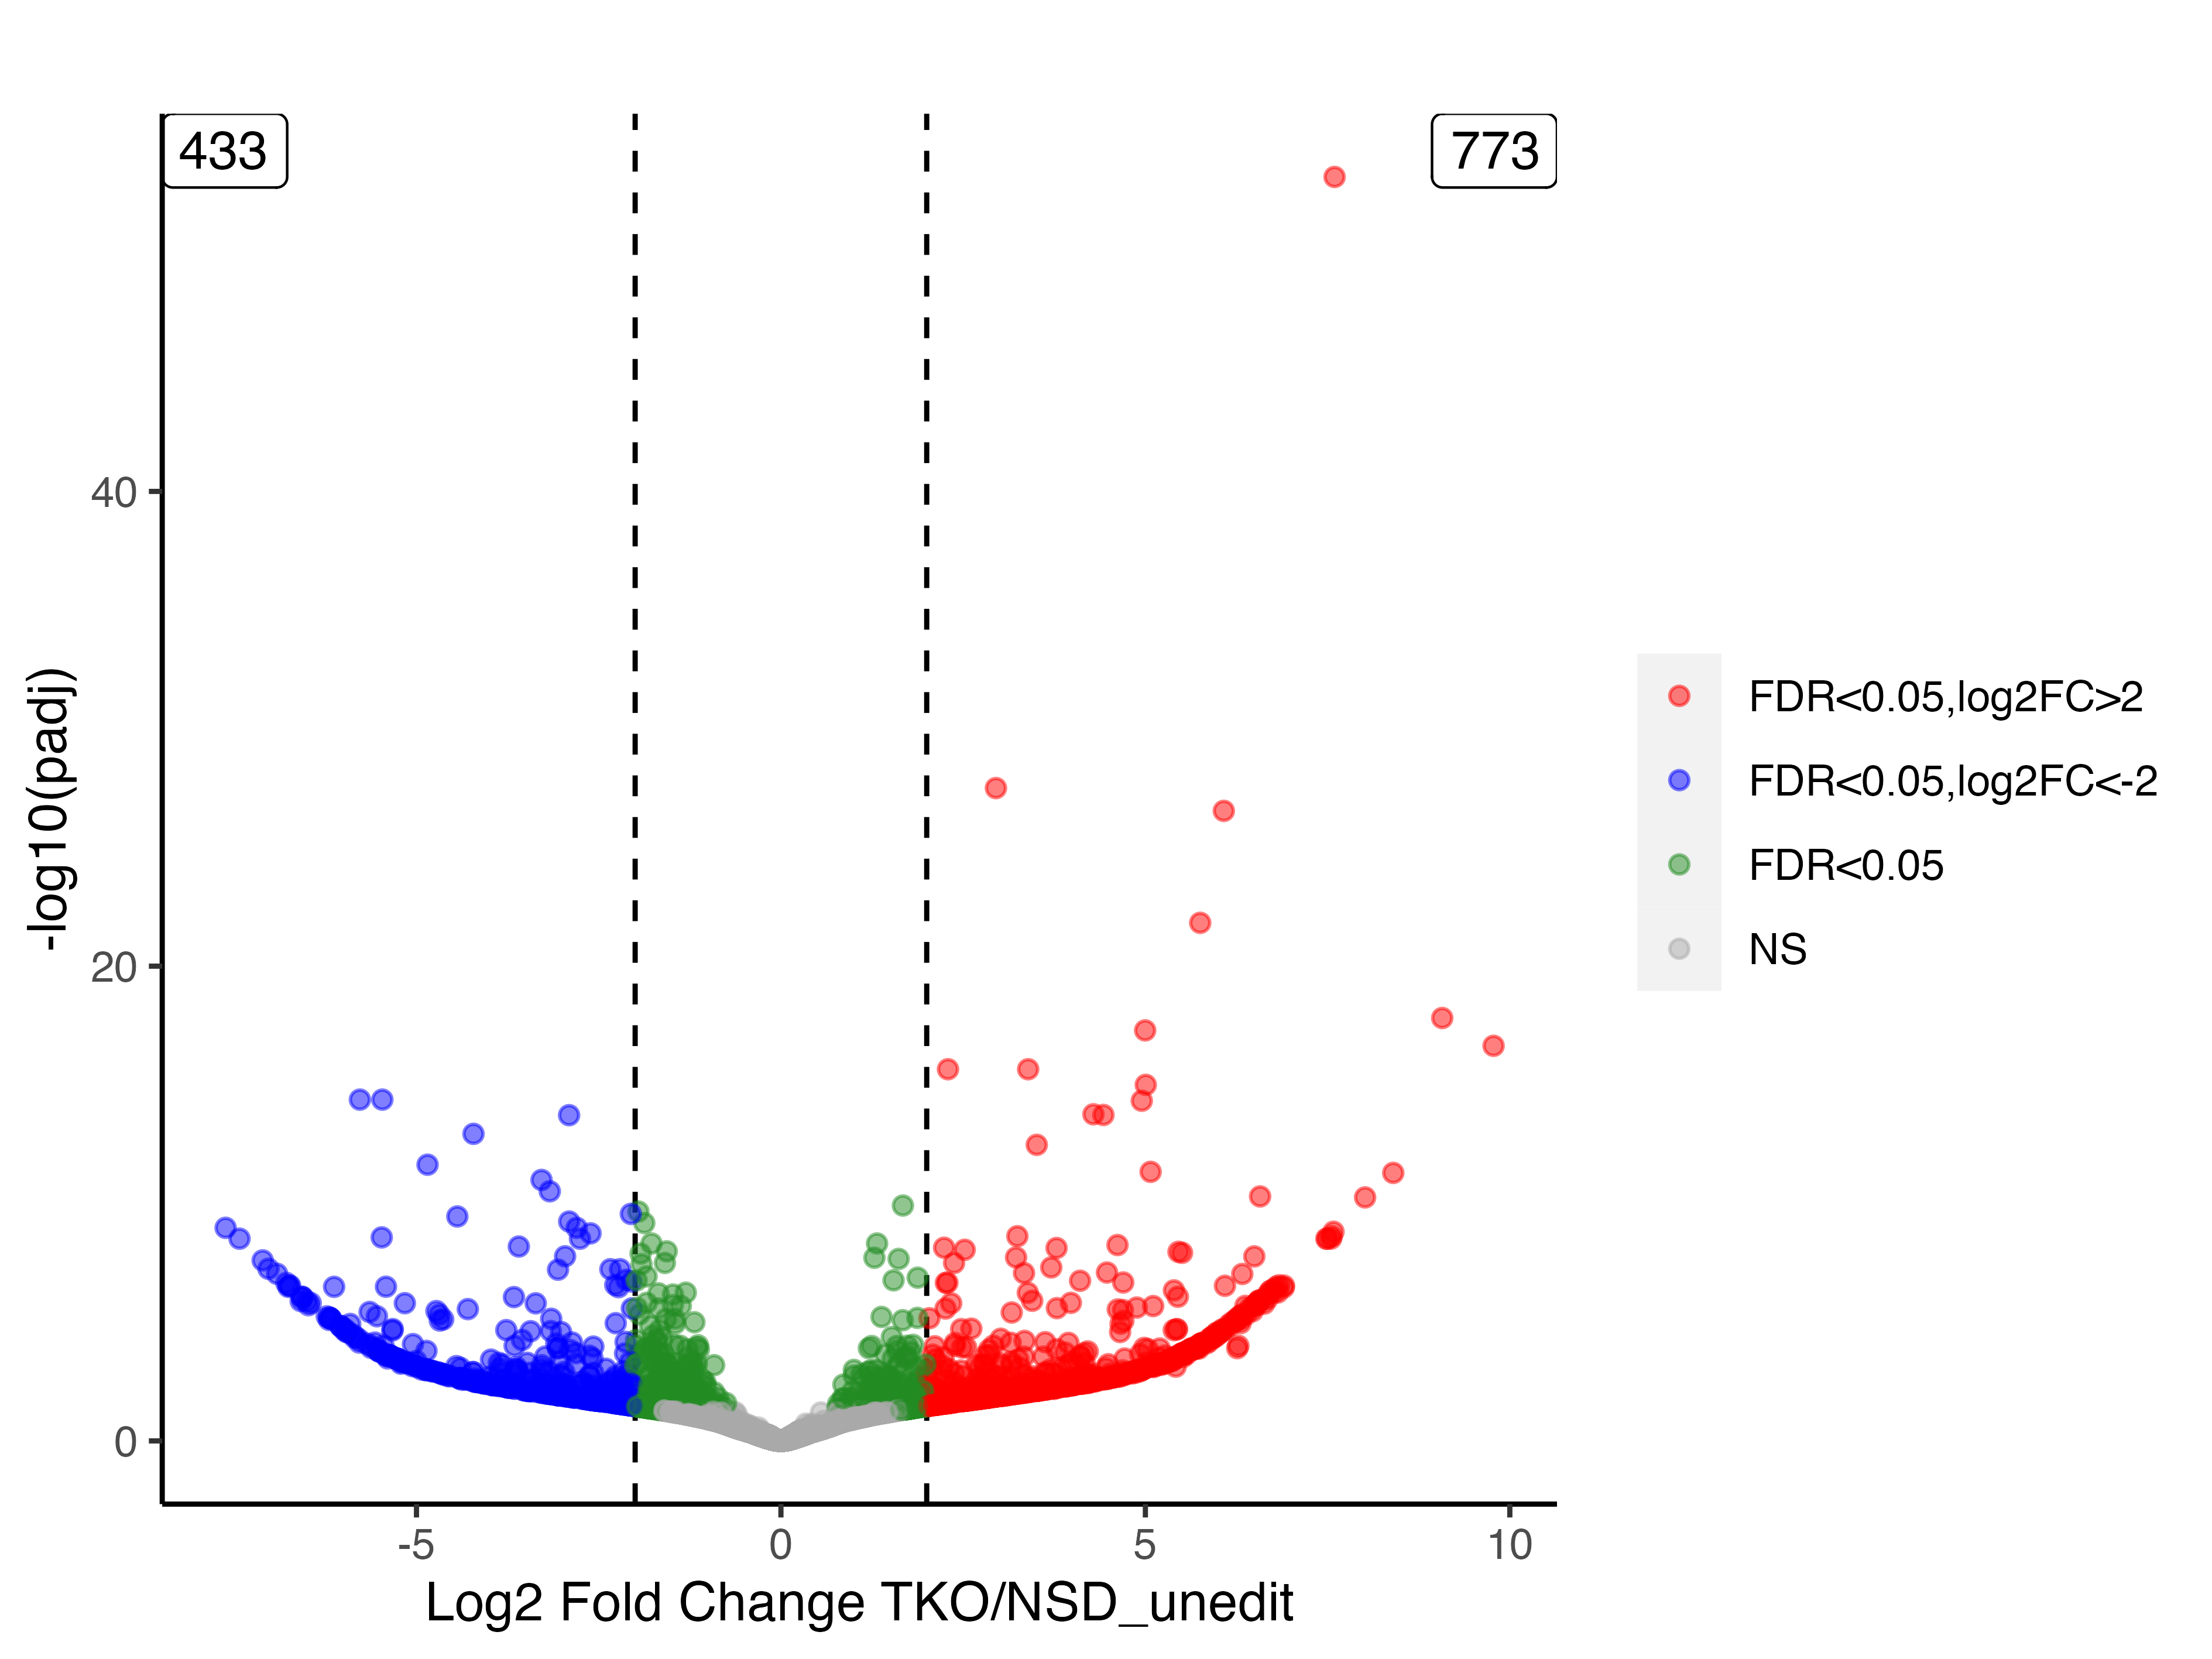 433
773
40
20
0
-log10(padj)
-5
0
5
10
Log2 Fold Change TKO/NSD_unedit
FDR<0.05,log2FC>2
FDR<0.05,log2FC<-2
FDR<0.05
NS